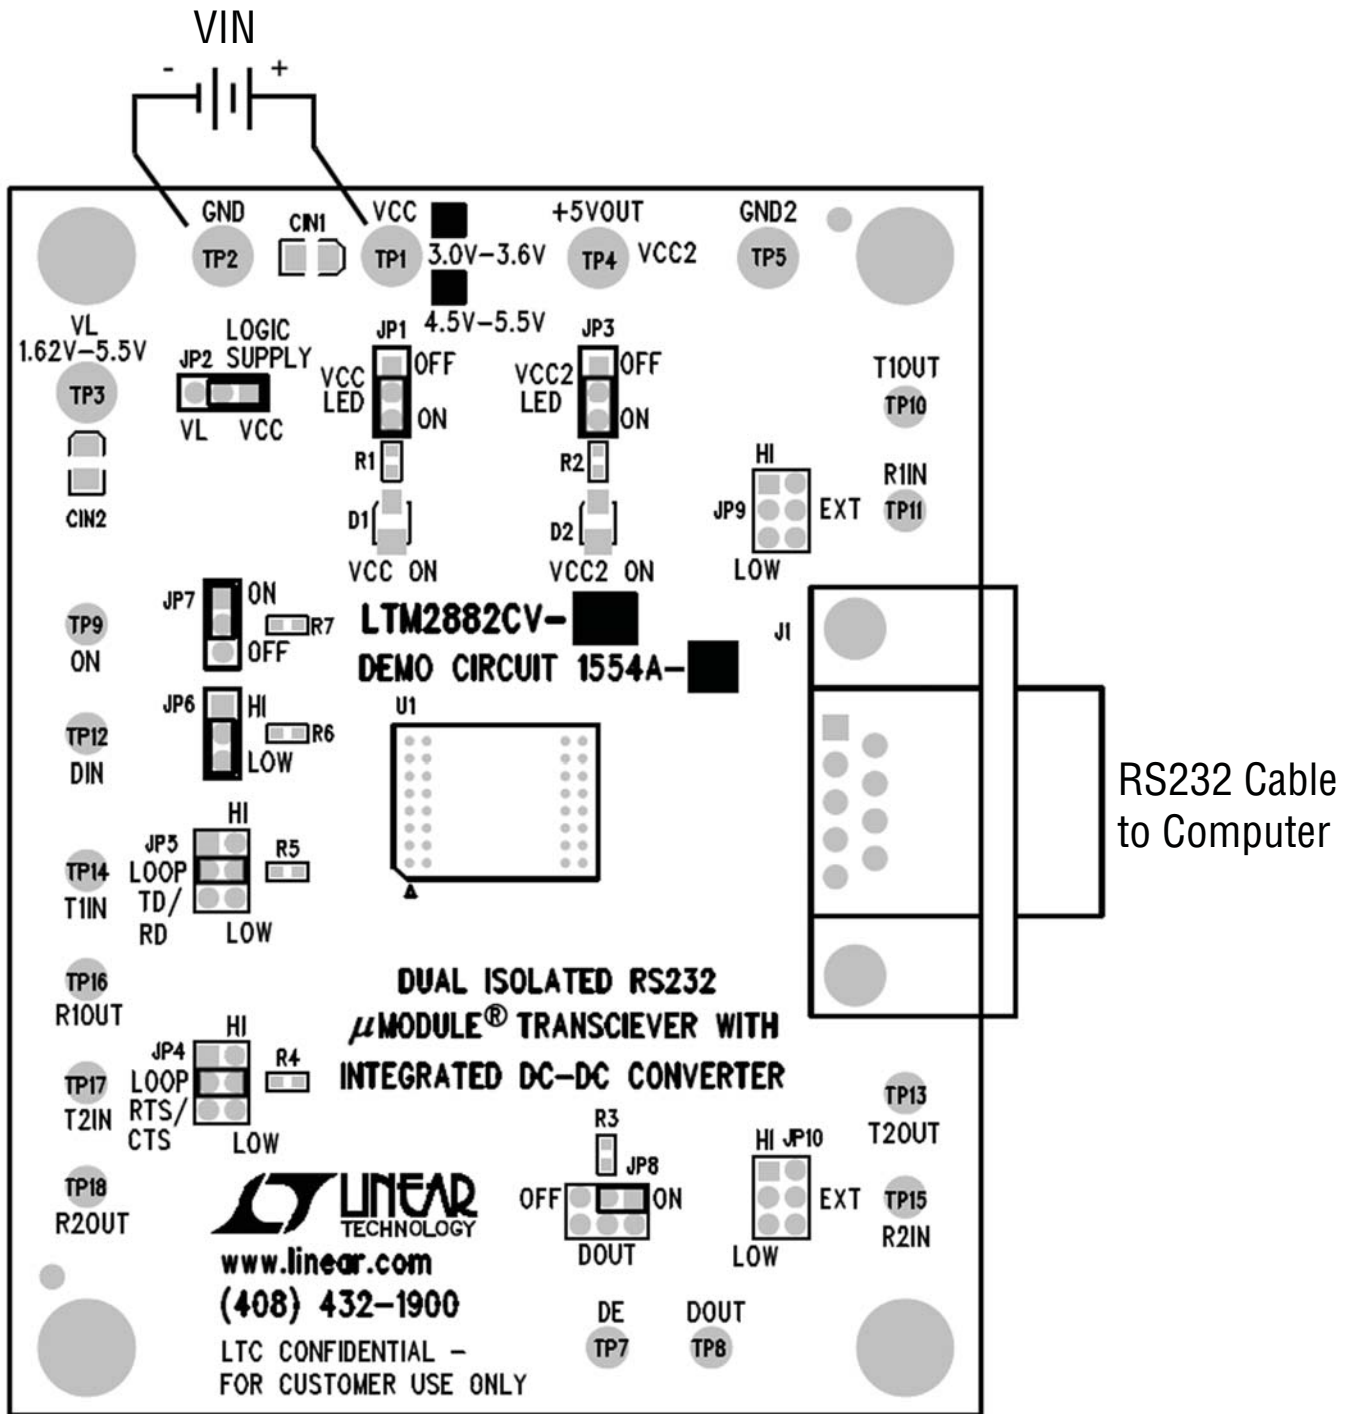 VIN
- +
GND
CIN1
VCC
+5VOUT
GND2
TP2
TP1
3.0V-3.6V
TP4
VCC2
TP5
4.5V-5.5V
VL
1.62V-5.5V
TP3
CIN2
LOGIC
SUPPLY
JP2
VL VCC
JP1
OFF
VCC
LED
ON
R1
D1
VCC ON
JP3
OFF
VCC2
LED
ON
R2
D2
VCC2 ON
T1OUT
TP10
R1IN
TP11
HI
JP9
EXT
LOW
TP9
ON
JP7
ON
R7
OFF
LTM2882CV-
DEMO CIRCUIT 1554A-
J1
TP12
DIN
JP6
HI
R6
LOW
U1
RS232 Cable
to Computer
HI
JP5
R5
TP14
LOOP
T1IN
TD/
RD
LOW
TP16
R1OUT
DUAL ISOLATED RS232
µMODULE® TRANSCIEVER WITH
INTEGRATED DC-DC CONVERTER
HI
JP4
R4
TP17
LOOP
T2IN
RTS/
CTS
LOW
TP18
R2OUT
TP13
T2OUT
R3
JP8
OFF
ON
DOUT
HI JP10
EXT
LOW
TP15
R2IN
LINEAR
TECHNOLOGY
www.linear.com
(408) 432-1900
LTC CONFIDENTIAL -
FOR CUSTOMER USE ONLY
DE
TP7
DOUT
TP8